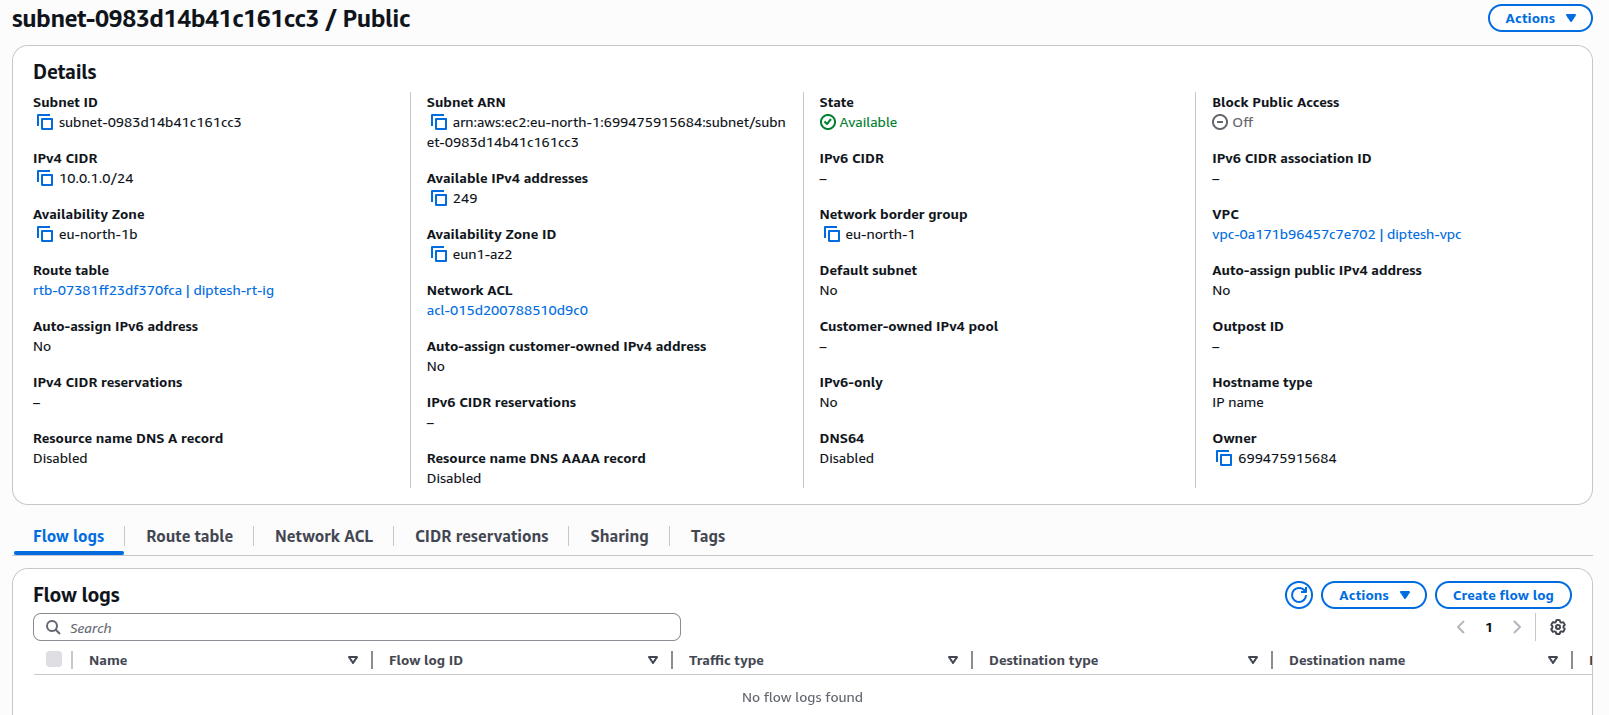 subnet-0983d14b41c161cc3 / Public
Actions
Details
Subnet ID
subnet-0983d14b41c161cc3
IPv4 CIDR
10.0.1.0/24
Availability Zone
eu-north-1b
Route table
rtb-07381ff23df370fca | diptesh-rt-ig
Auto-assign IPv6 address
No
IPv4 CIDR reservations
–
Resource name DNS A record
Disabled
Subnet ARN
arn:aws:ec2:eu-north-1:699475915684:subnet/subn
et-0983d14b41c161cc3
Available IPv4 addresses
249
Availability Zone ID
eun1-az2
Network ACL
acl-015d200788510d9c0
Auto-assign customer-owned IPv4 address
No
IPv6 CIDR reservations
–
Resource name DNS AAAA record
Disabled
State
Available
IPv6 CIDR
–
Network border group
eu-north-1
Default subnet
No
Customer-owned IPv4 pool
–
IPv6-only
No
DNS64
Disabled
Block Public Access
Off
IPv6 CIDR association ID
–
VPC
vpc-0a171b96457c7e702 | diptesh-vpc
Auto-assign public IPv4 address
No
Outpost ID
–
Hostname type
IP name
Owner
699475915684
Flow logs Route table Network ACL CIDR reservations Sharing Tags
Flow logs
Actions Create flow log
Search
1
Name Flow log ID Traffic type Destination type Destination name
No flow logs found